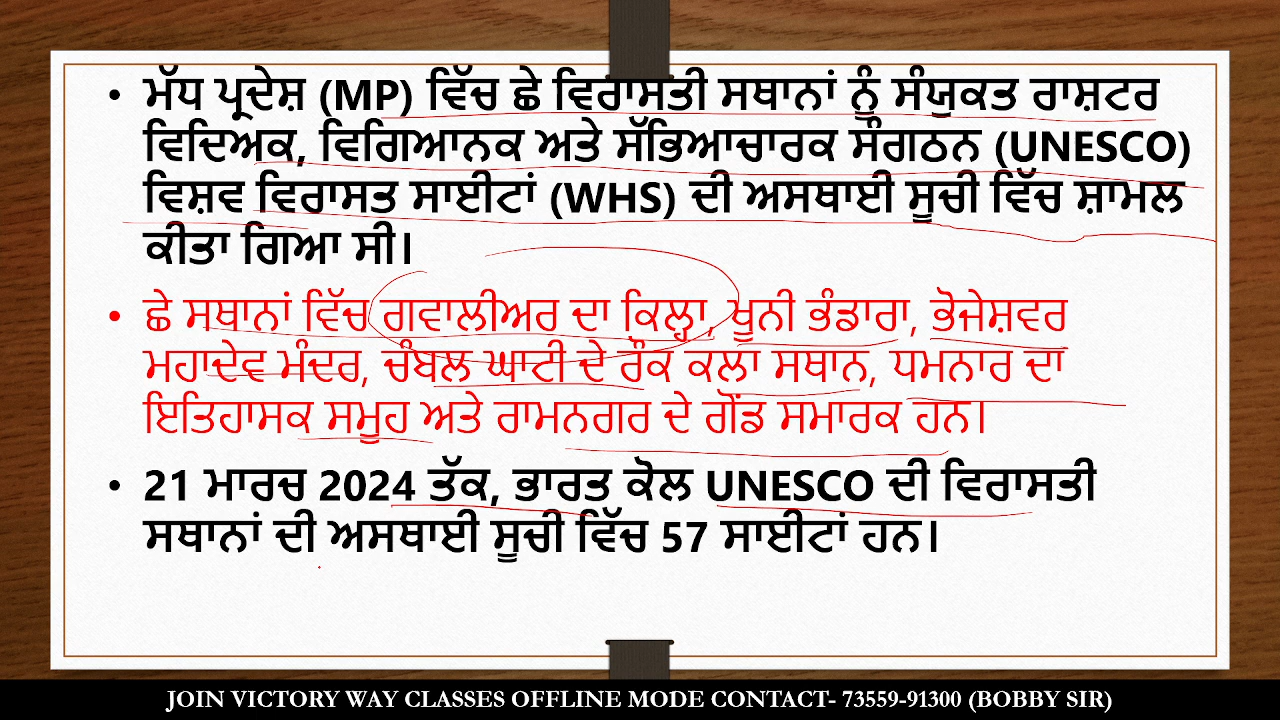 • ਮੱਧ ਪ੍ਰਦੇਸ਼ (MP) ਵਿੱਚ ਛੇ ਵਿਰਾਸਤੀ ਸਥਾਨਾਂ ਨੂੰ ਸੰਯੁਕਤ ਰਾਸ਼ਟਰ
ਵਿਦਿਅਕ, ਵਿਗਿਆਨਕ ਅਤੇ ਸੱਭਿਆਚਾਰਕ ਸੰਗਠਨ (UNESCO)
ਵਿਸ਼ਵ ਵਿਰਾਸਤ ਸਾਈਟਾਂ (WHS) ਦੀ ਅਸਥਾਈ ਸੂਚੀ ਵਿੱਚ ਸ਼ਾਮਲ
ਕੀਤਾ ਗਿਆ ਸੀ।
• ਛੇ ਸਥਾਨਾਂ ਵਿੱਚ ਗਵਾਲੀਅਰ ਦਾ ਕਿਲ੍ਹਾ, ਖੁਨੀ ਭੰਡਾਰਾ, ਭੋਜੇਸ਼ਵਰ
ਮਹਾਦੇਵ ਮੰਦਰ, ਚੰਬਲ ਘਾਟੀ ਦੇ ਰੌਕ ਕਲਾ ਸਥਾਨ, ਧਮਨਾਰ ਦਾ
ਇਤਿਹਾਸਕ ਸਮੂਹ ਅਤੇ ਰਾਮਨਗਰ ਦੇ ਗੋਂਡ ਸਮਾਰਕ ਹਨ।
• 21 ਮਾਰਚ 2024 ਤੱਕ, ਭਾਰਤ ਕੋਲ UNESCO ਦੀ ਵਿਰਾਸਤੀ
ਸਥਾਨਾਂ ਦੀ ਅਸਥਾਈ ਸੂਚੀ ਵਿੱਚ 57 ਸਾਈਟਾਂ ਹਨ।
JOIN VICTORY WAY CLASSES OFFLINE MODE CONTACT- 73559-91300 (BOBBY SIR)